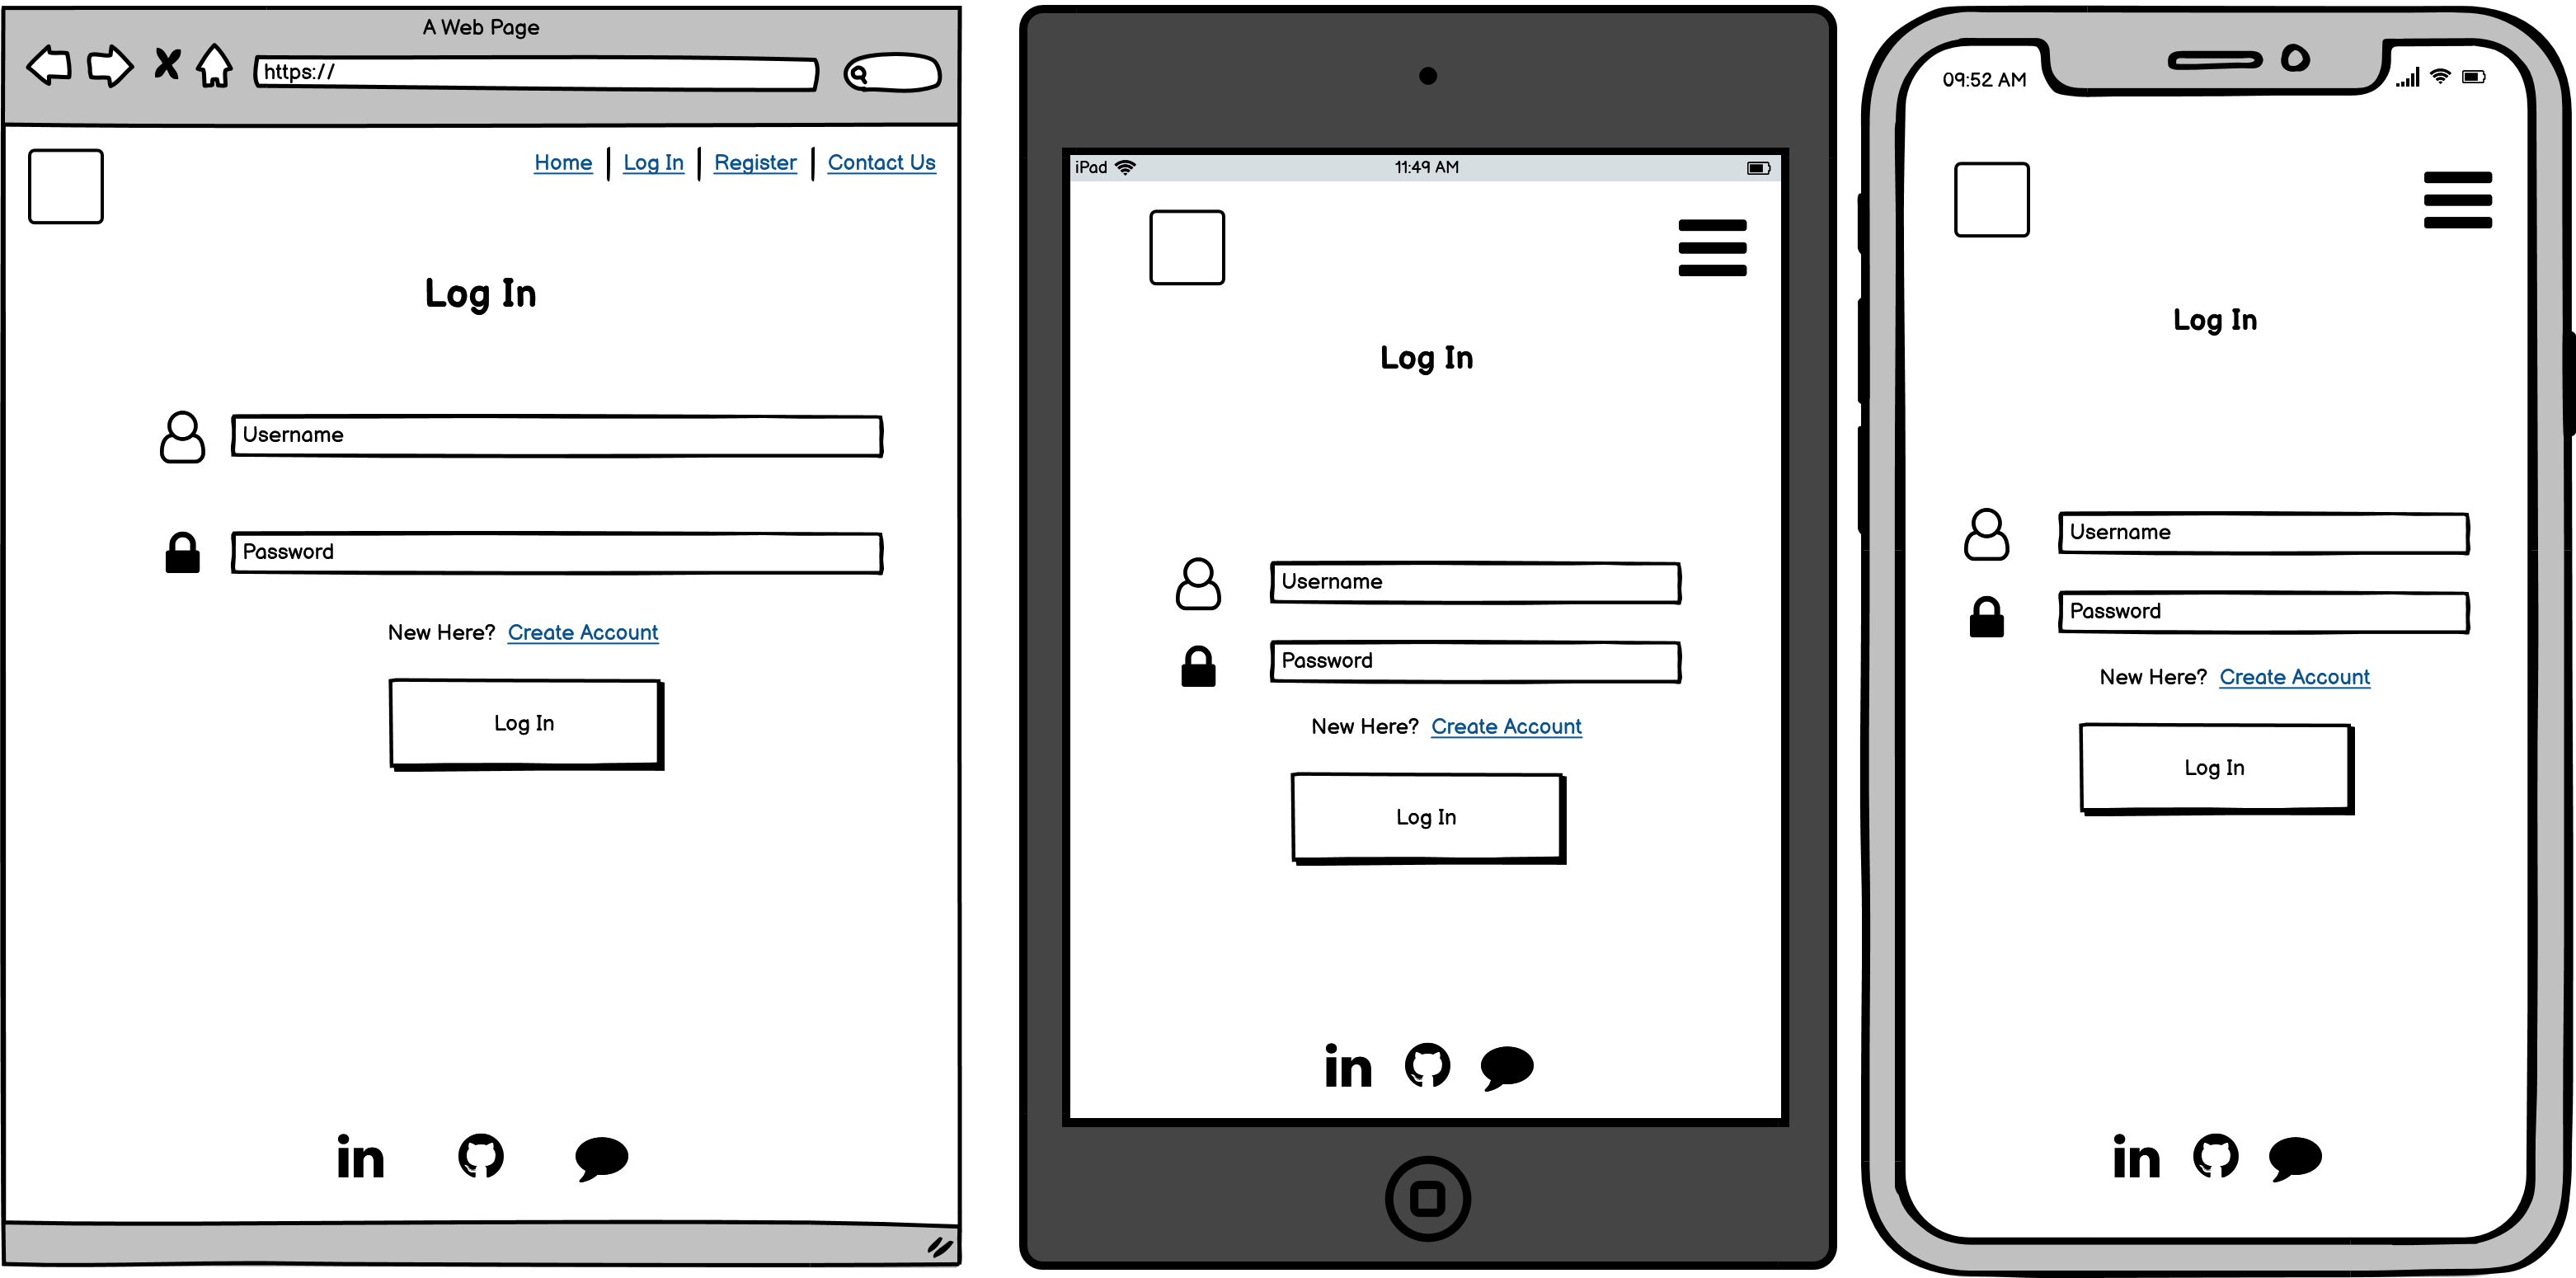 A Web Page
https://
Home | Log In | Register | Contact Us
Log In
Username
Password
New Here? Create Account
Log In
in
iPad 11:49 AM
Log In
Username
Password
New Here? Create Account
Log In
in
09:52 AM
Log In
Username
Password
New Here? Create Account
Log In
in